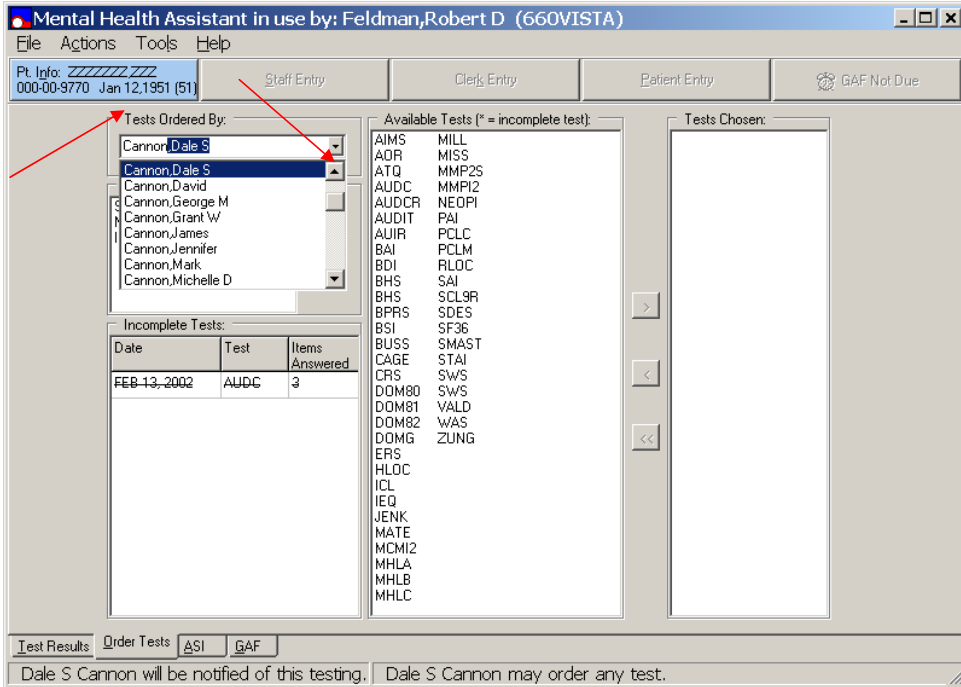 Mental Health Assistant in use by: Feldman,Robert D (660VISTA)
File Actions Tools Help
Pt. Info: ZZZZZZZZ,ZZZ
000-00-9770 Jan 12,1951 (51)
Staff Entry
Clerk Entry
Patient Entry
GAF Not Due
Tests Ordered By:
Cannon,Dale S
Cannon,Dale S
Cannon,David
Cannon,George M
Cannon,Grant W
Cannon,James
Cannon,Jennifer
Cannon,Mark
Cannon,Michelle D
Incomplete Tests:
Date Test Items Answered
FEB 13, 2002 AUDC 3
Available Tests (* = incomplete test):
AIMS MILL
AOR MISS
ATQ MMP2S
AUDC MMPI2
AUDCR NEOPI
AUDIT PAI
AUIR PCLC
BAI PCLM
BDI RLOC
BHS SAI
BHS SCL9R
BPRS SDES
BSI SF36
BUSS SMAST
CAGE STAI
CRS SWS
DOM80 SWS
DOM81 VALD
DOM82 WAS
DOMG ZUNG
ERS
HLOC
ICL
IEQ
JENK
MATE
MCMI2
MHLA
MHLB
MHLC
>
<
<<
Tests Chosen:
Test Results Order Tests ASI GAF
Dale S Cannon will be notified of this testing. Dale S Cannon may order any test.